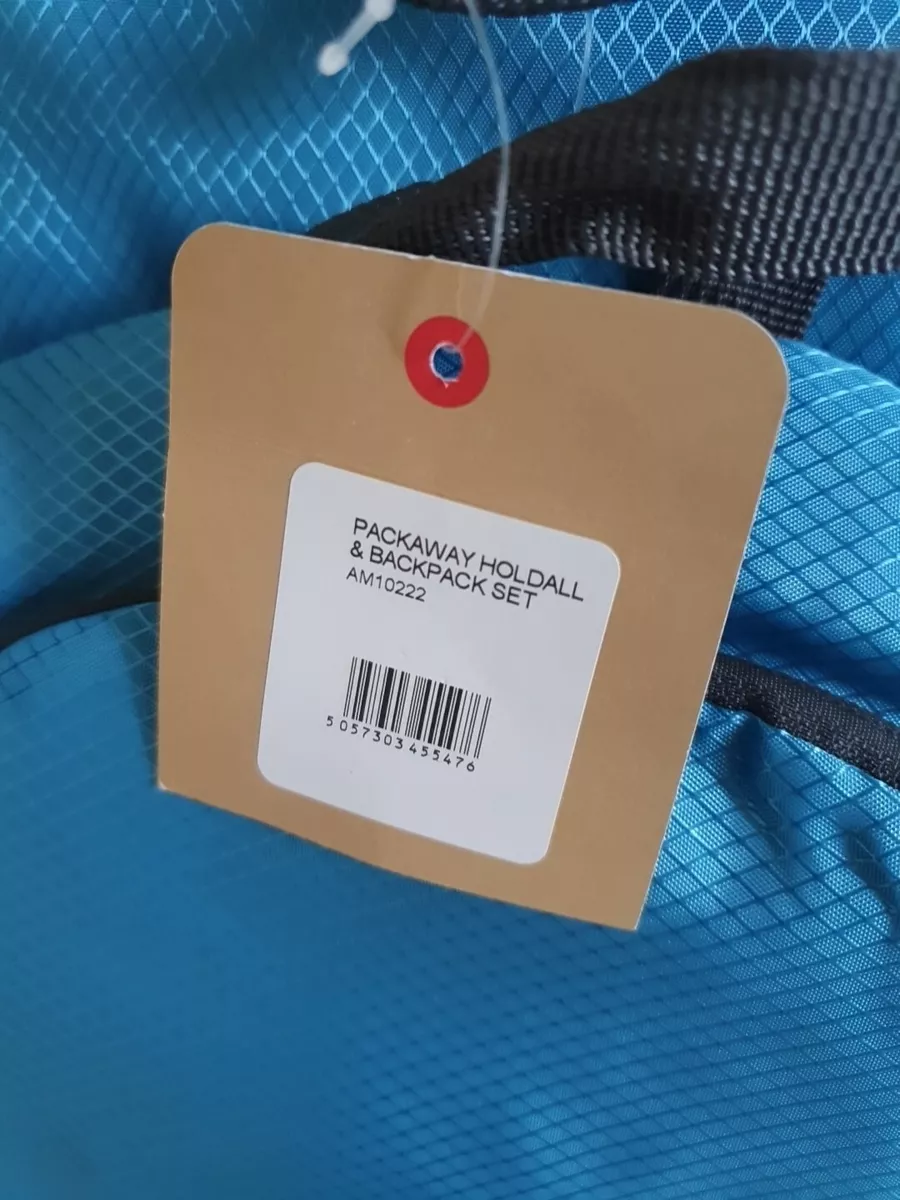 PACKAWAY HOLDALL
& BACKPACK SET
AM10222
5 057303 455476